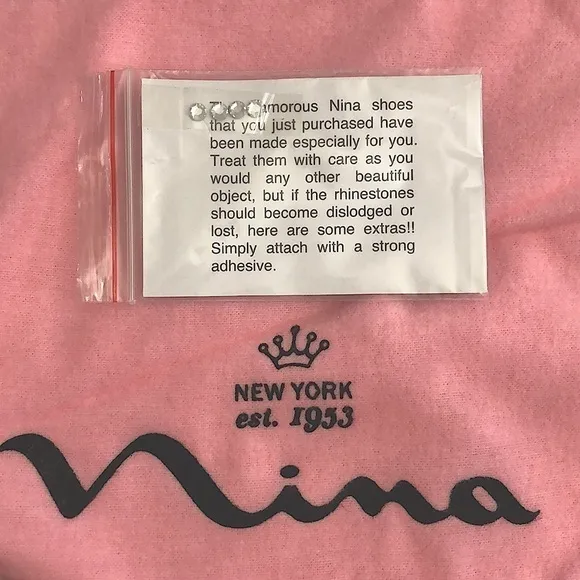 The glamorous Nina shoes
that you just purchased have
been made especially for you.
Treat them with care as you
would any other beautiful
object, but if the rhinestones
should become dislodged or
lost, here are some extras!!
Simply attach with a strong
adhesive.
NEW YORK
est. 1953
Nina